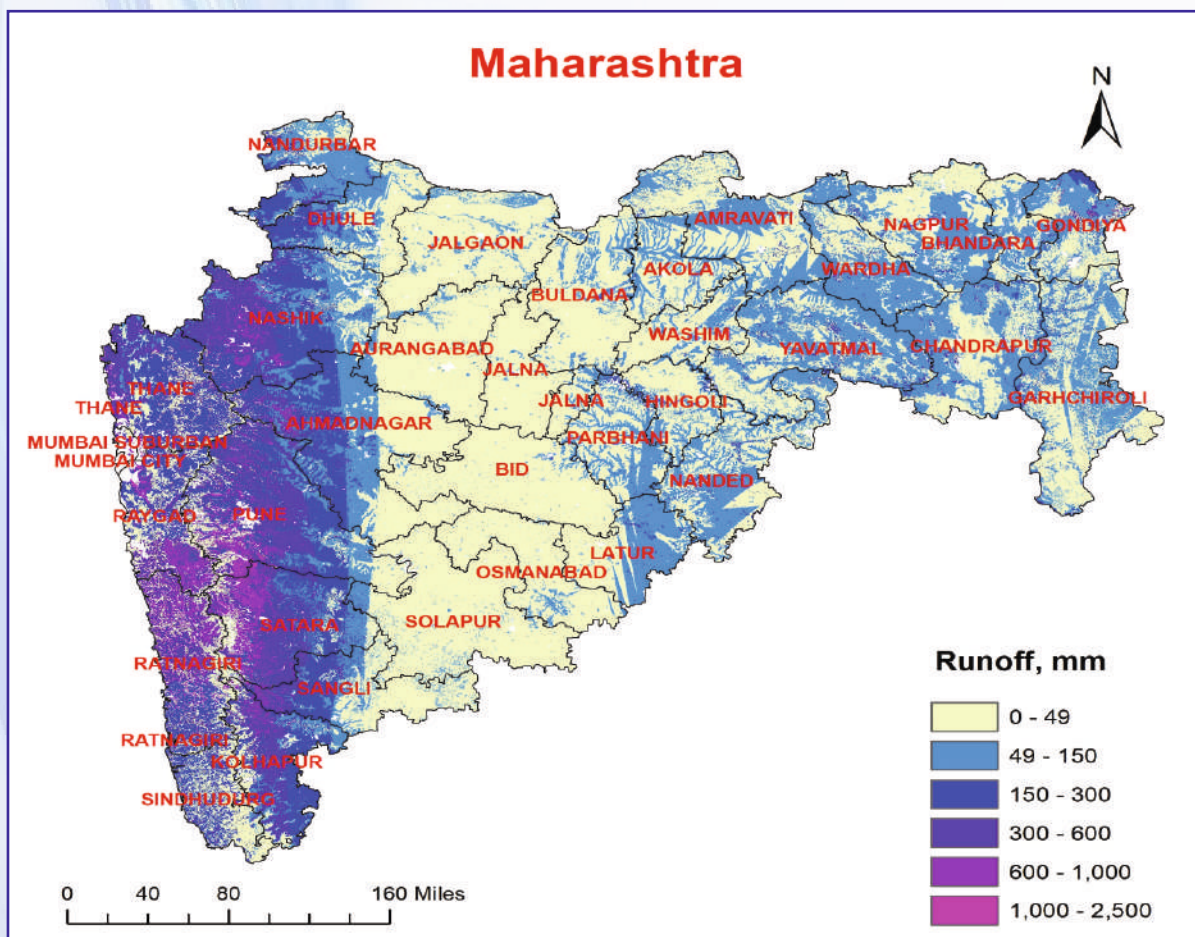 Maharashtra
N
NANDURBAR
DHULE
JALGAON
AMRAVATI
NAGPUR
BHANDARA
GONDIYA
AKOLA
WARDHA
BULDANA
NASHIK
WASHIM
AURANGABAD
YAVATMAL
CHANDRAPUR
JALNA
THANE
THANE
JALNA
HINGOLI
GARHCHIROLI
AHMADNAGAR
PARBHANI
MUMBAI SUBURBAN
MUMBAI CITY
BID
NANDED
RAYGAD
PUNE
LATUR
OSMANABAD
SATARA
SOLAPUR
RATNAGIRI
SANGLI
RATNAGIRI
KOLHAPUR
SINDHUDURG
Runoff, mm
0 - 49
49 - 150
150 - 300
300 - 600
600 - 1,000
1,000 - 2,500
0 40 80 160 Miles